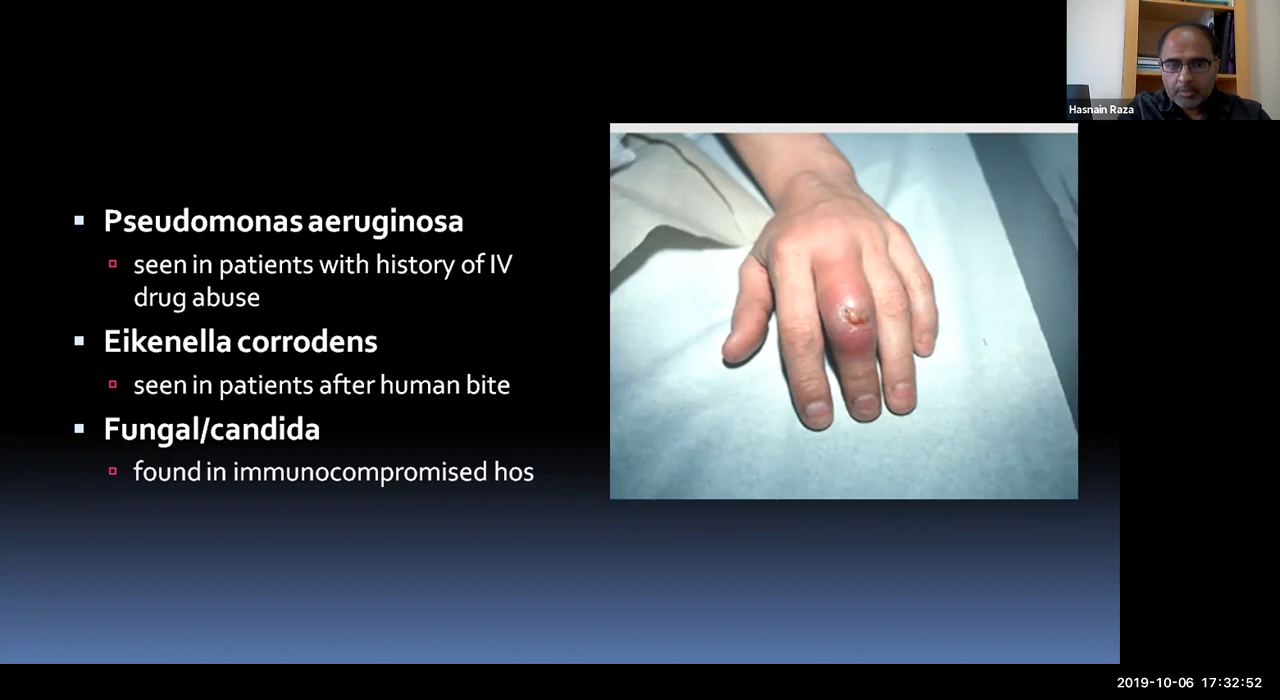 Hasnain Raza
Pseudomonas aeruginosa
seen in patients with history of IV
drug abuse
Eikenella corrodens
seen in patients after human bite
Fungal/candida
found in immunocompromised hos
2019-10-06 17:32:52